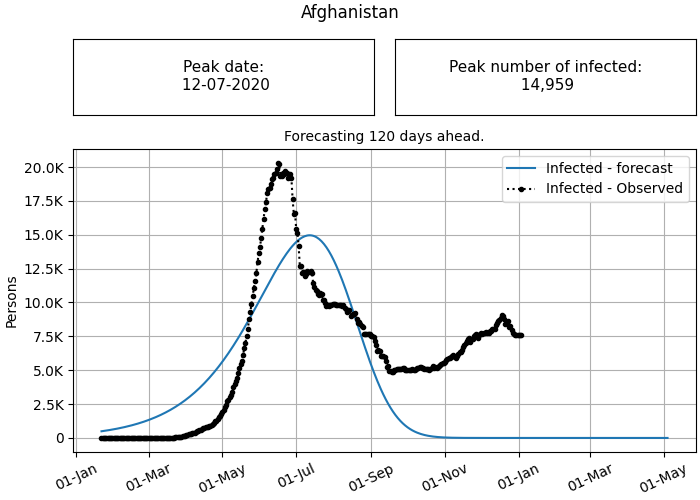 Afghanistan
Peak date:
12-07-2020
Peak number of infected:
14,959
Forecasting 120 days ahead.
Infected - forecast
Infected - Observed
Persons
20.0K
17.5K
15.0K
12.5K
10.0K
7.5K
5.0K
2.5K
0
01-Jan
01-Mar
01-May
01-Jul
01-Sep
01-Nov
01-Jan
01-Mar
01-May